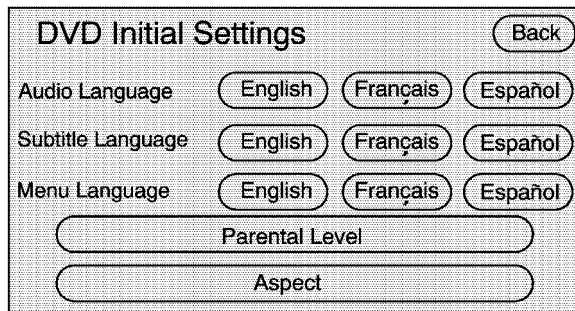 DVD Initial Settings Back
Audio Language English Français Español
Subtitle Language English Français Español
Menu Language English Français Español
Parental Level
Aspect